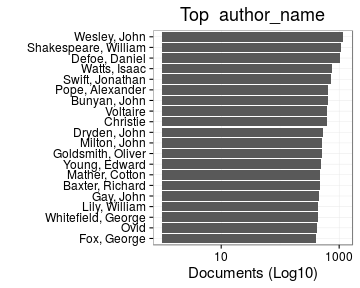 Top author_name
Wesley, John
Shakespeare, William
Defoe, Daniel
Watts, Isaac
Swift, Jonathan
Pope, Alexander
Bunyan, John
Voltaire
Christie
Dryden, John
Milton, John
Goldsmith, Oliver
Young, Edward
Mather, Cotton
Baxter, Richard
Gay, John
Lily, William
Whitefield, George
Ovid
Fox, George
10 1000
Documents (Log10)